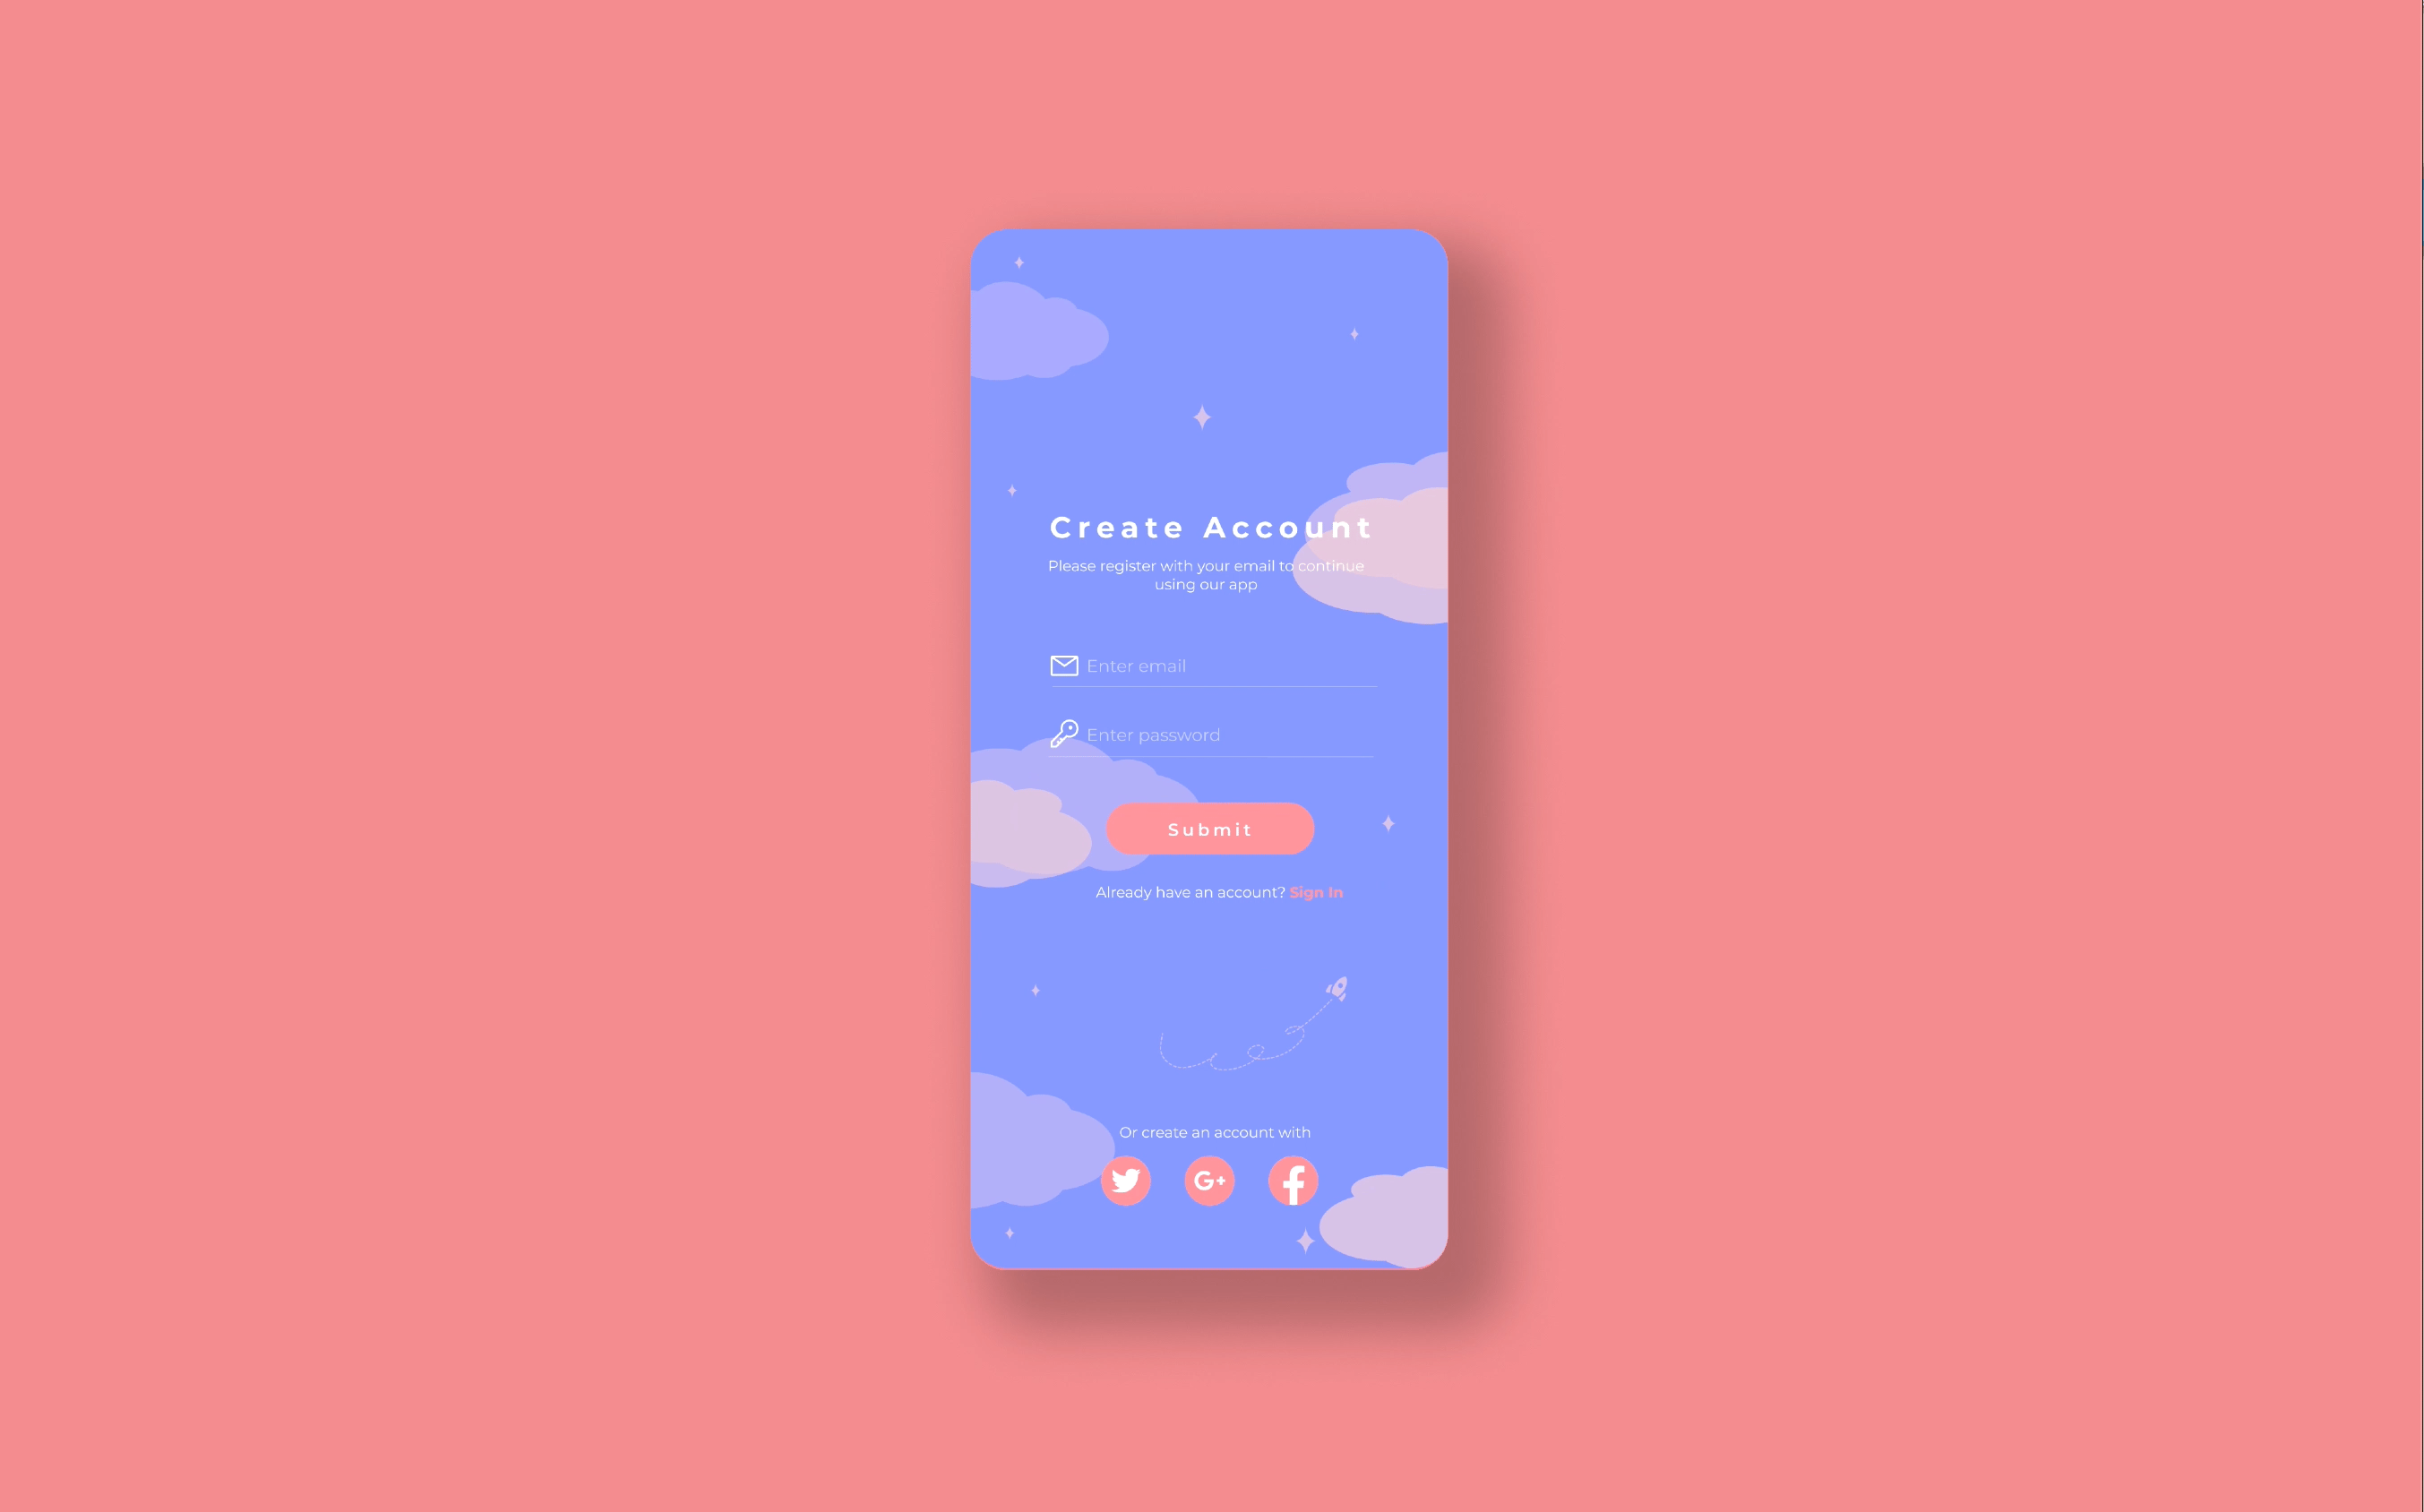 Create Account
Please register with your email to continue
using our app
Enter email
Enter password
Submit
Already have an account? Sign In
Or create an account with
G+